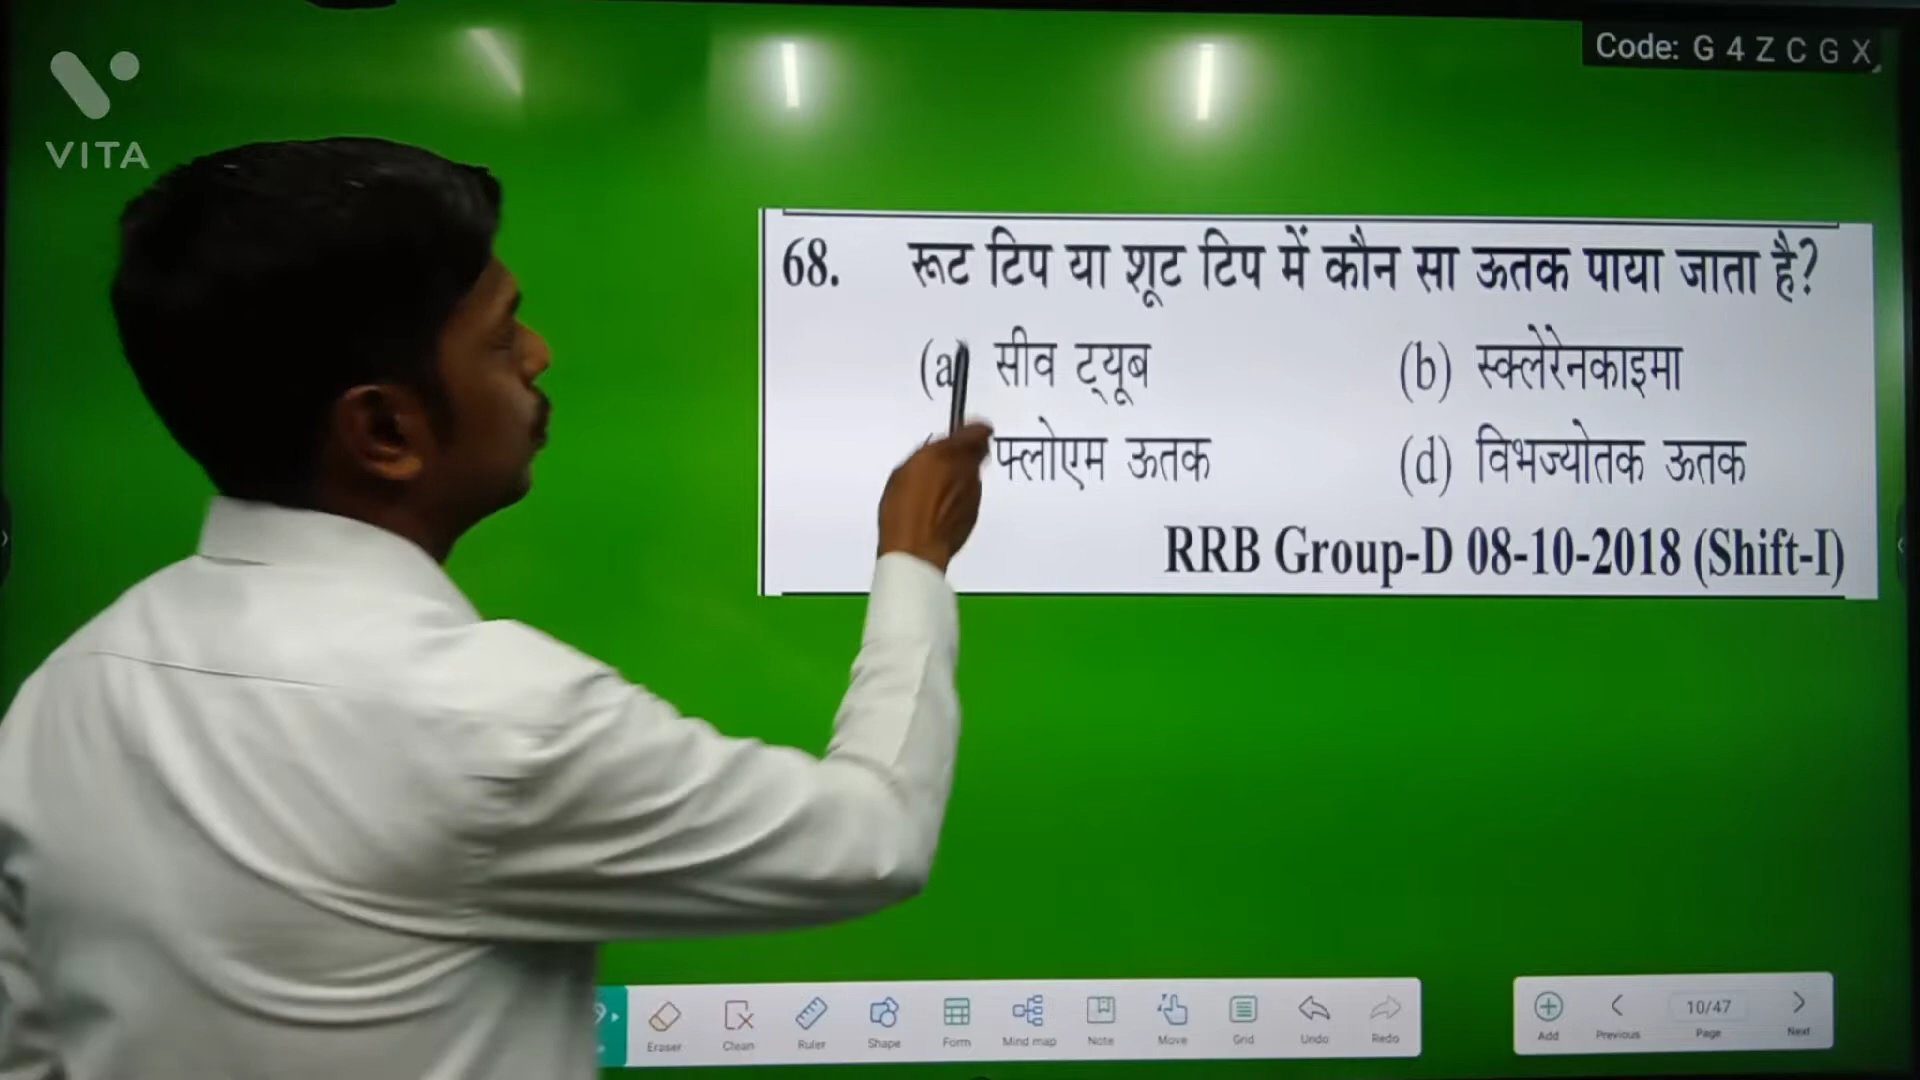 Code: G 4 Z C G X
VITA
68. रूट टिप या शूट टिप में कौन सा ऊतक पाया जाता है?
(a) सीव ट्यूब (b) स्क्लेरेनकाइमा
फ्लोएम ऊतक (d) विभज्योतक ऊतक
RRB Group-D 08-10-2018 (Shift-I)
Eraser Clean Ruler Shape Form Mind map Note Move Grid Undo Redo
Add Previous 10/47 Page Next